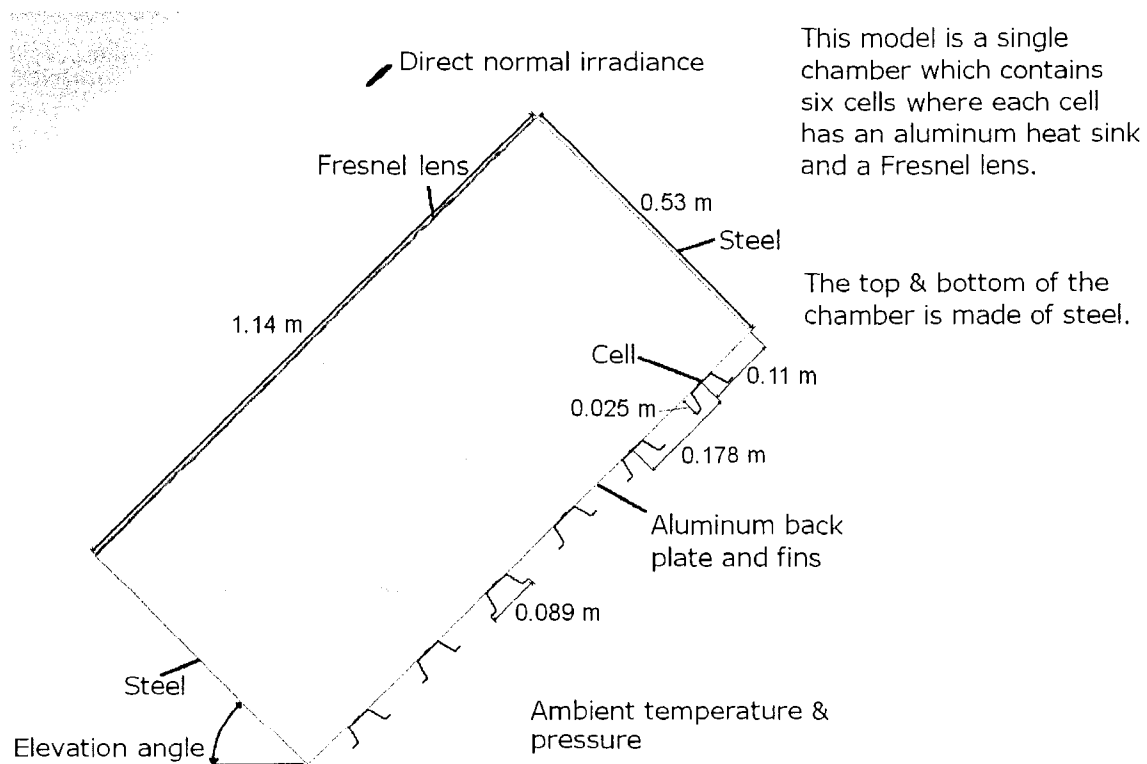 This model is a single
chamber which contains
six cells where each cell
has an aluminum heat sink
and a Fresnel lens.
Direct normal irradiance
Fresnel lens
0.53 m
Steel
The top & bottom of the
chamber is made of steel.
1.14 m
Cell
0.11 m
0.025 m
0.178 m
Aluminum back
plate and fins
0.089 m
Steel
Ambient temperature &
pressure
Elevation angle